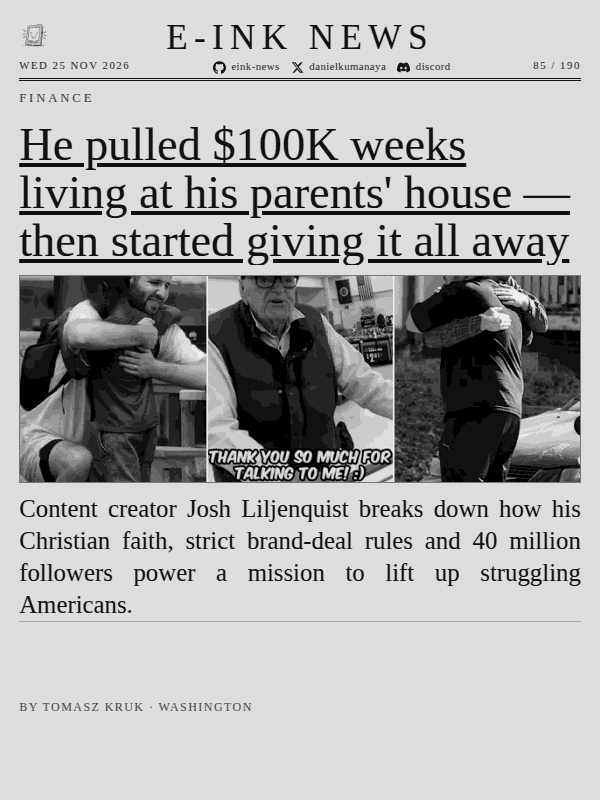 E-INK NEWS
WED 25 NOV 2026
eink-news
danielkumanaya
discord
85 / 190
FINANCE
He pulled $100K weeks
living at his parents' house —
then started giving it all away
THANK YOU SO MUCH FOR
TALKING TO ME! :)
Content creator Josh Liljenquist breaks down how his
Christian faith, strict brand-deal rules and 40 million
followers power a mission to lift up struggling
Americans.
BY TOMASZ KRUK · WASHINGTON